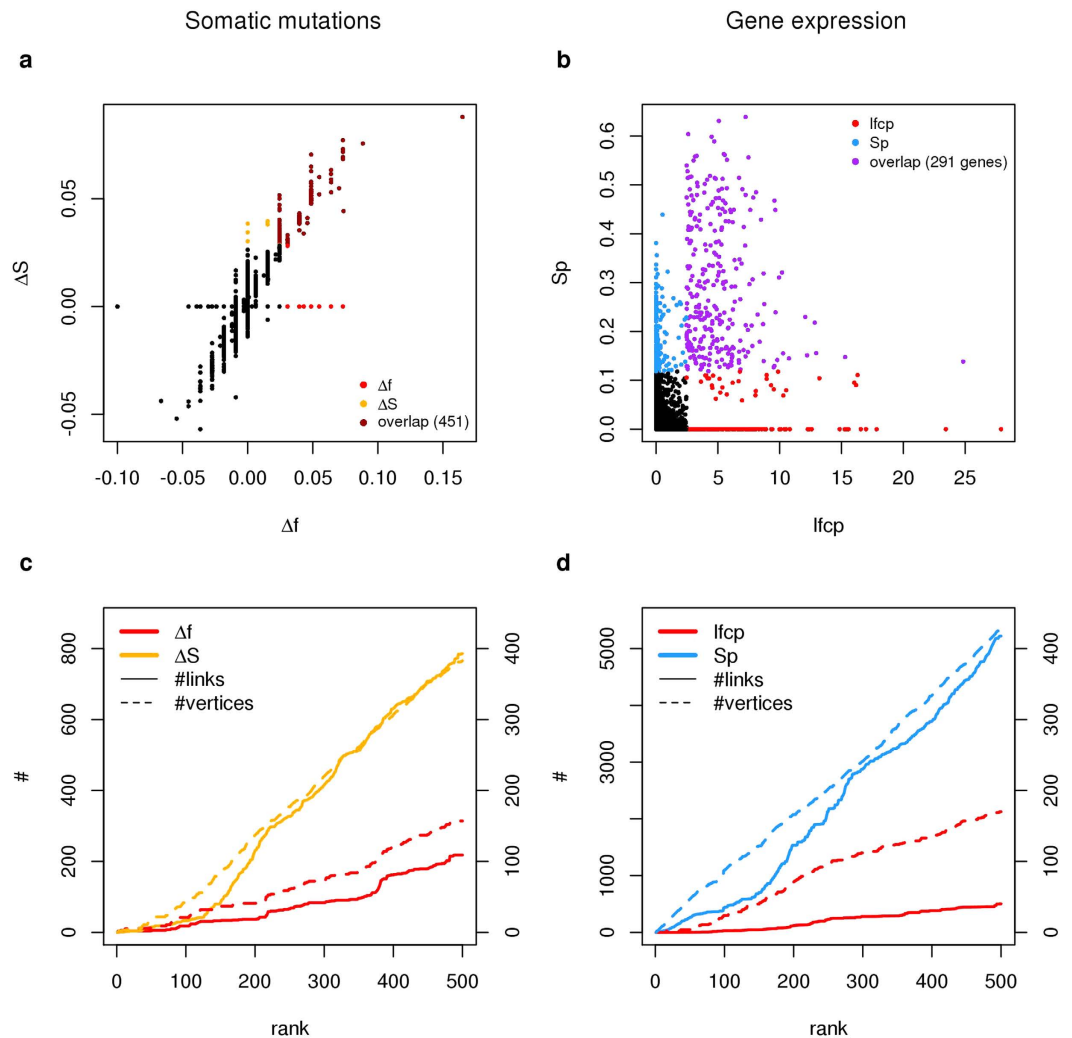 Somatic mutations
Gene expression
a
b
ΔS
0.05
0.00
-0.05
Δf
ΔS
overlap (451)
-0.10 -0.05 0.00 0.05 0.10 0.15
Δf
Sp
0.6
0.5
0.4
0.3
0.2
0.1
0.0
lfcp
Sp
overlap (291 genes)
0 5 10 15 20 25
lfcp
c
d
#
800
600
400
200
0
Δf
ΔS
#links
#vertices
400
300
200
100
0
0 100 200 300 400 500
rank
#
5000
3000
1000
0
lfcp
Sp
#links
#vertices
400
300
200
100
0
0 100 200 300 400 500
rank